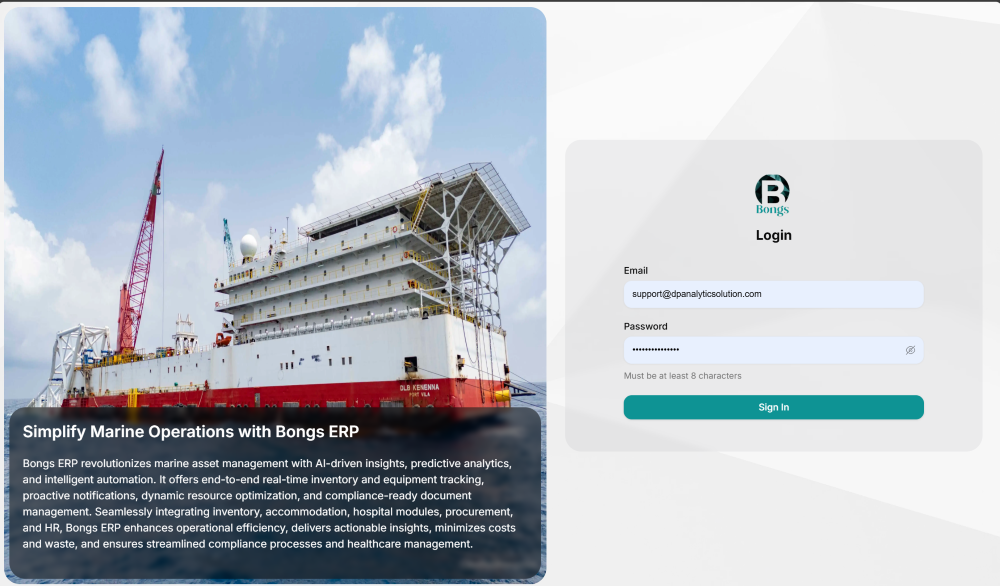 DLB KEWENNA
PORT VILA
Simplify Marine Operations with Bongs ERP
Bongs ERP revolutionizes marine asset management with AI-driven insights, predictive analytics,
and intelligent automation. It offers end-to-end real-time inventory and equipment tracking,
proactive notifications, dynamic resource optimization, and compliance-ready document
management. Seamlessly integrating inventory, accommodation, hospital modules, procurement,
and HR, Bongs ERP enhances operational efficiency, delivers actionable insights, minimizes costs
and waste, and ensures streamlined compliance processes and healthcare management.
B
Bongs
Login
Email
support@dpanalyticsolution.com
Password
•••••••••••••••
Must be at least 8 characters
Sign In